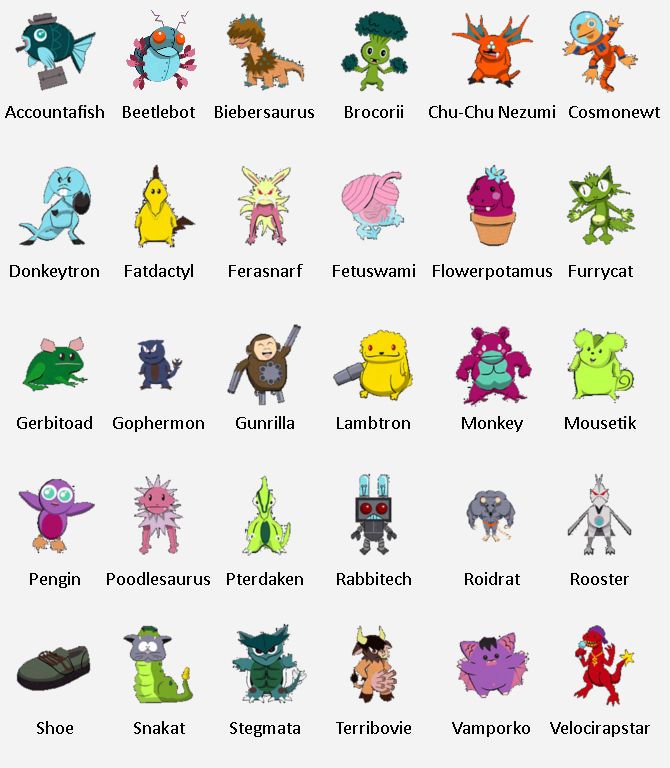 Accountafish Beetlebot Biebersaurus Brocorii Chu-Chu Nezumi Cosmonewt
Donkeytron Fatdactyl Ferasnarf Fetuswami Flowerpotamus Furrycat
Gerbitoad Gophermon Gunrilla Lambtron Monkey Mousetik
Pengin Poodlesaurus Pterdaken Rabbitech Roidrat Rooster
Shoe Snakat Stegmata Terribovie Vamporko Velocirapstar